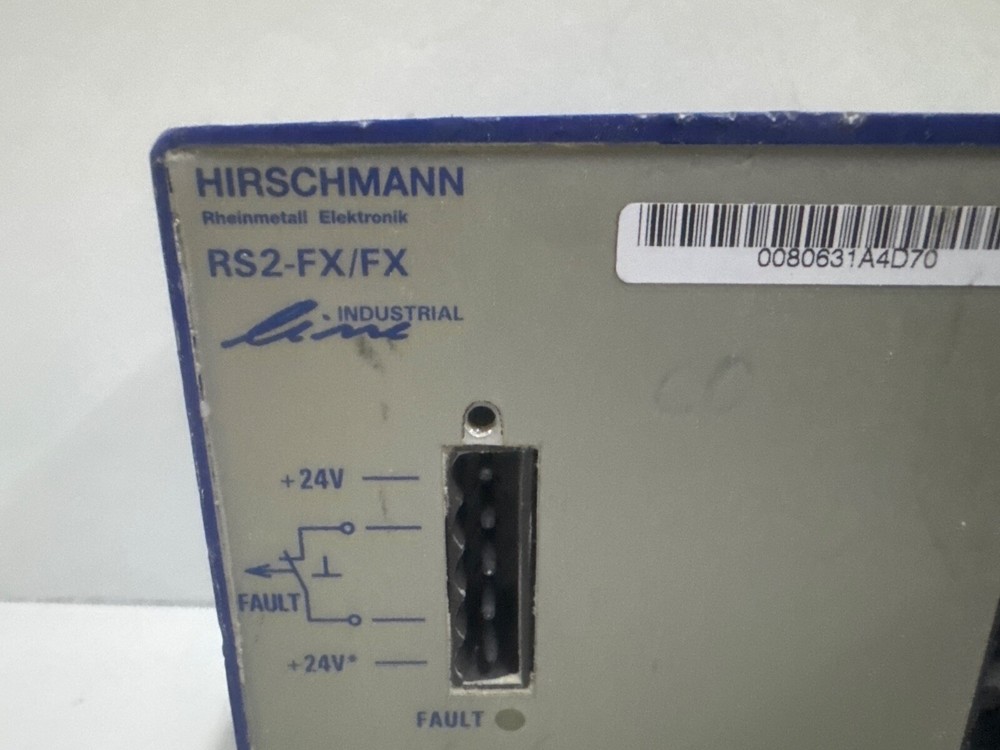 HIRSCHMANN
Rheinmetall Elektronik
RS2-FX/FX
INDUSTRIAL
Line
0080631A4D70
+24V
FAULT
+24V*
FAULT